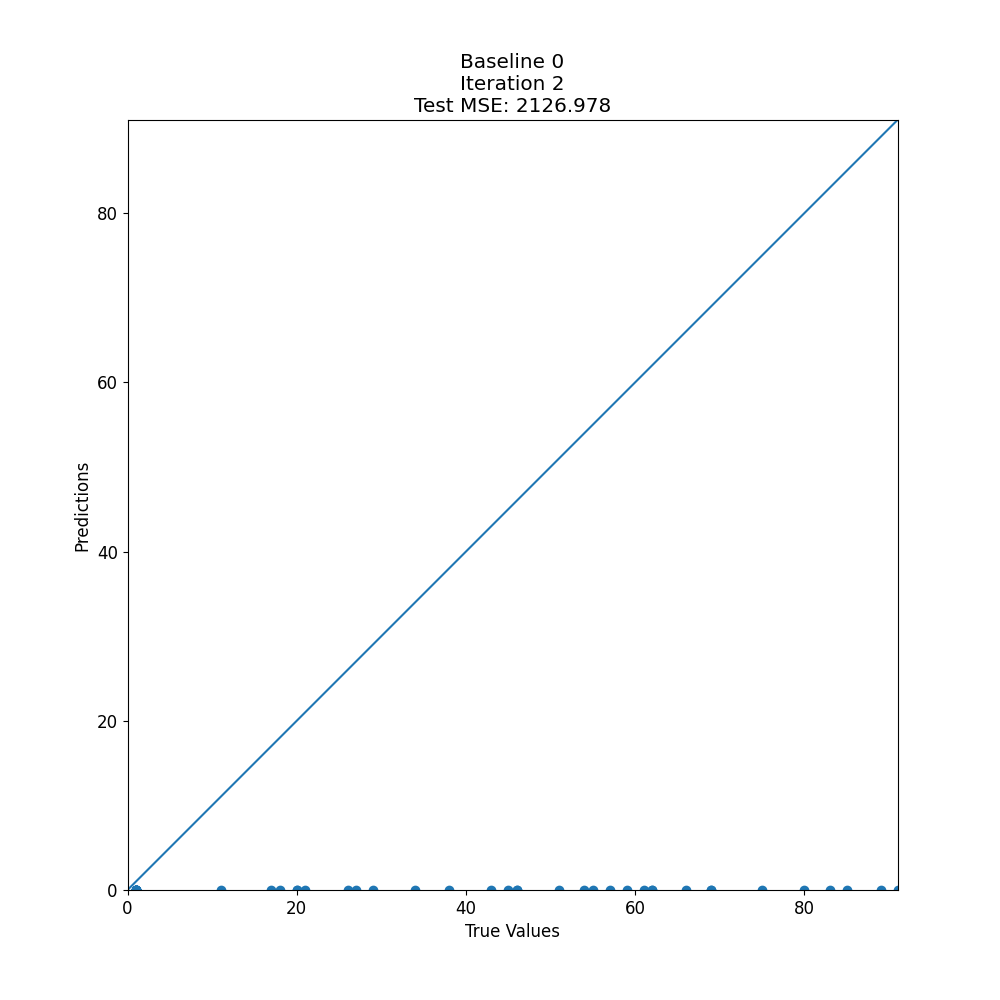 Baseline 0
Iteration 2
Test MSE: 2126.978
80
60
40
20
0
Predictions
0 20 40 60 80
True Values